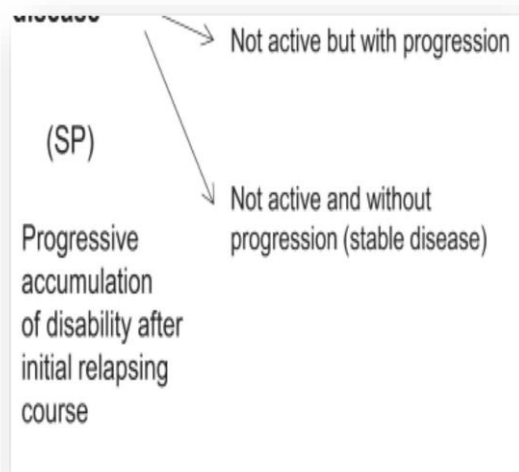 disease
Not active but with progression
(SP)
Not active and without
progression (stable disease)
Progressive
accumulation
of disability after
initial relapsing
course